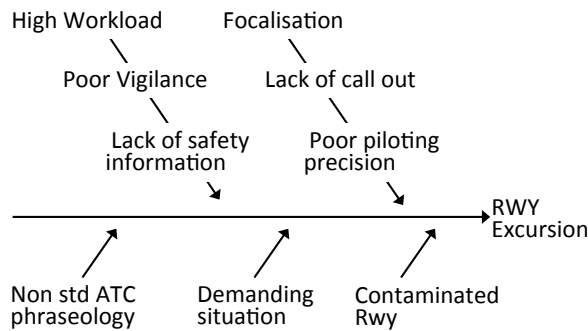 High Workload
Focalisation
Poor Vigilance
Lack of call out
Lack of safety
information
Poor piloting
precision
RWY
Excursion
Non std ATC
phraseology
Demanding
situation
Contaminated
Rwy